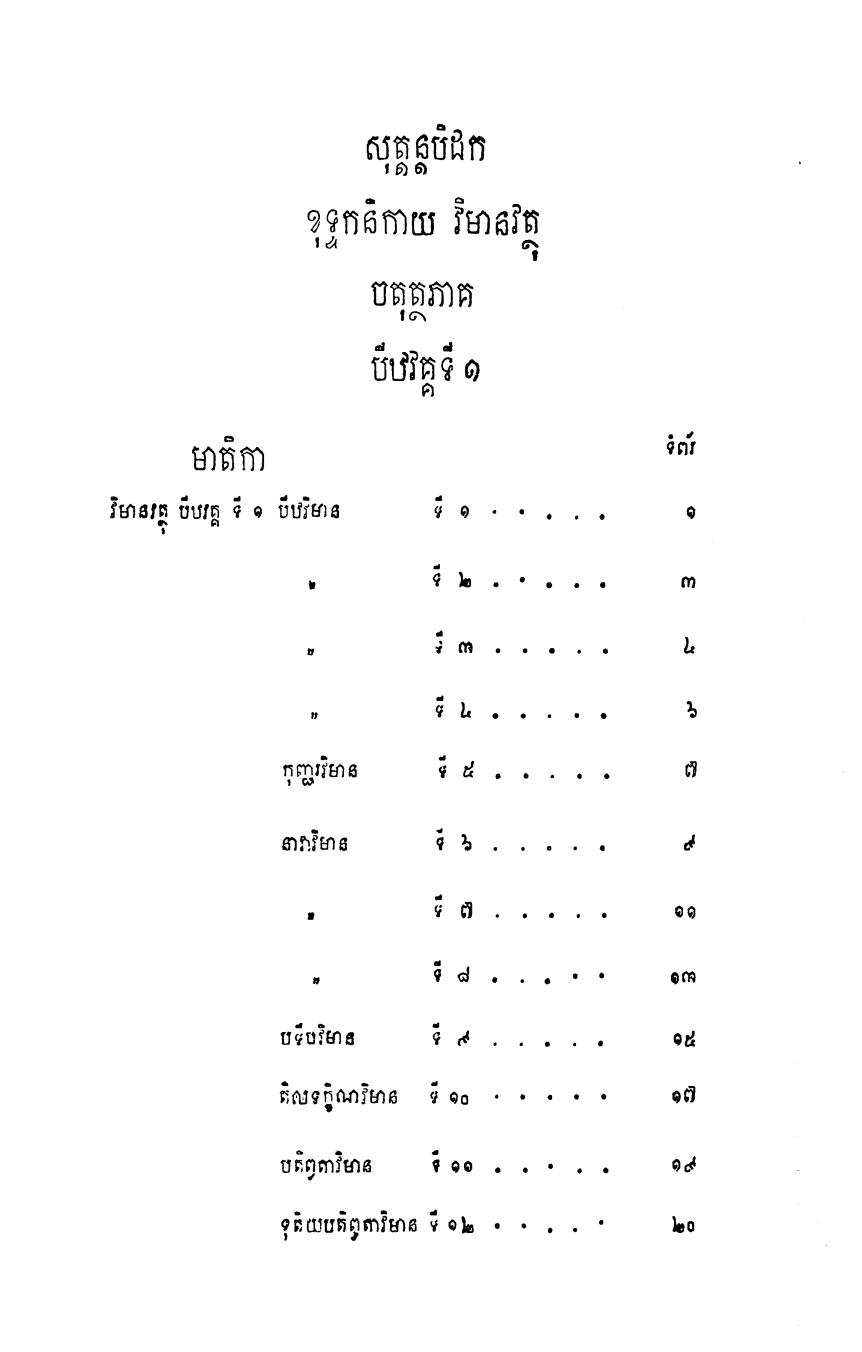 សុត្តន្តបិដក
ខុទ្ទកនិកាយ វិមានវត្ថុ
ចតុត្ថភាគ
បីឋវគ្គទី ១
មាតិកា ទំព័រ
វិមានវត្ថុ បីឋវគ្គ ទី ១ បីឋវិមាន ទី ១ . . . . . ១
〃 ទី ២ . . . . . ៣
〃 ទី ៣ . . . . . ៤
〃 ទី ៤ . . . . . ៦
កុញ្ជរវិមាន ទី ៥ . . . . . ៧
នាវាវិមាន ទី ៦ . . . . . ៩
〃 ទី ៧ . . . . . ១១
〃 ទី ៨ . . . . . ១៣
បទីបវិមាន ទី ៩ . . . . . ១៥
តិលទក្ខិណវិមាន ទី ១០ . . . . . ១៧
បតិព្វតាវិមាន ទី ១១ . . . . . ១៩
ទុតិយបតិព្វតាវិមាន ទី ១២ . . . . . ២០